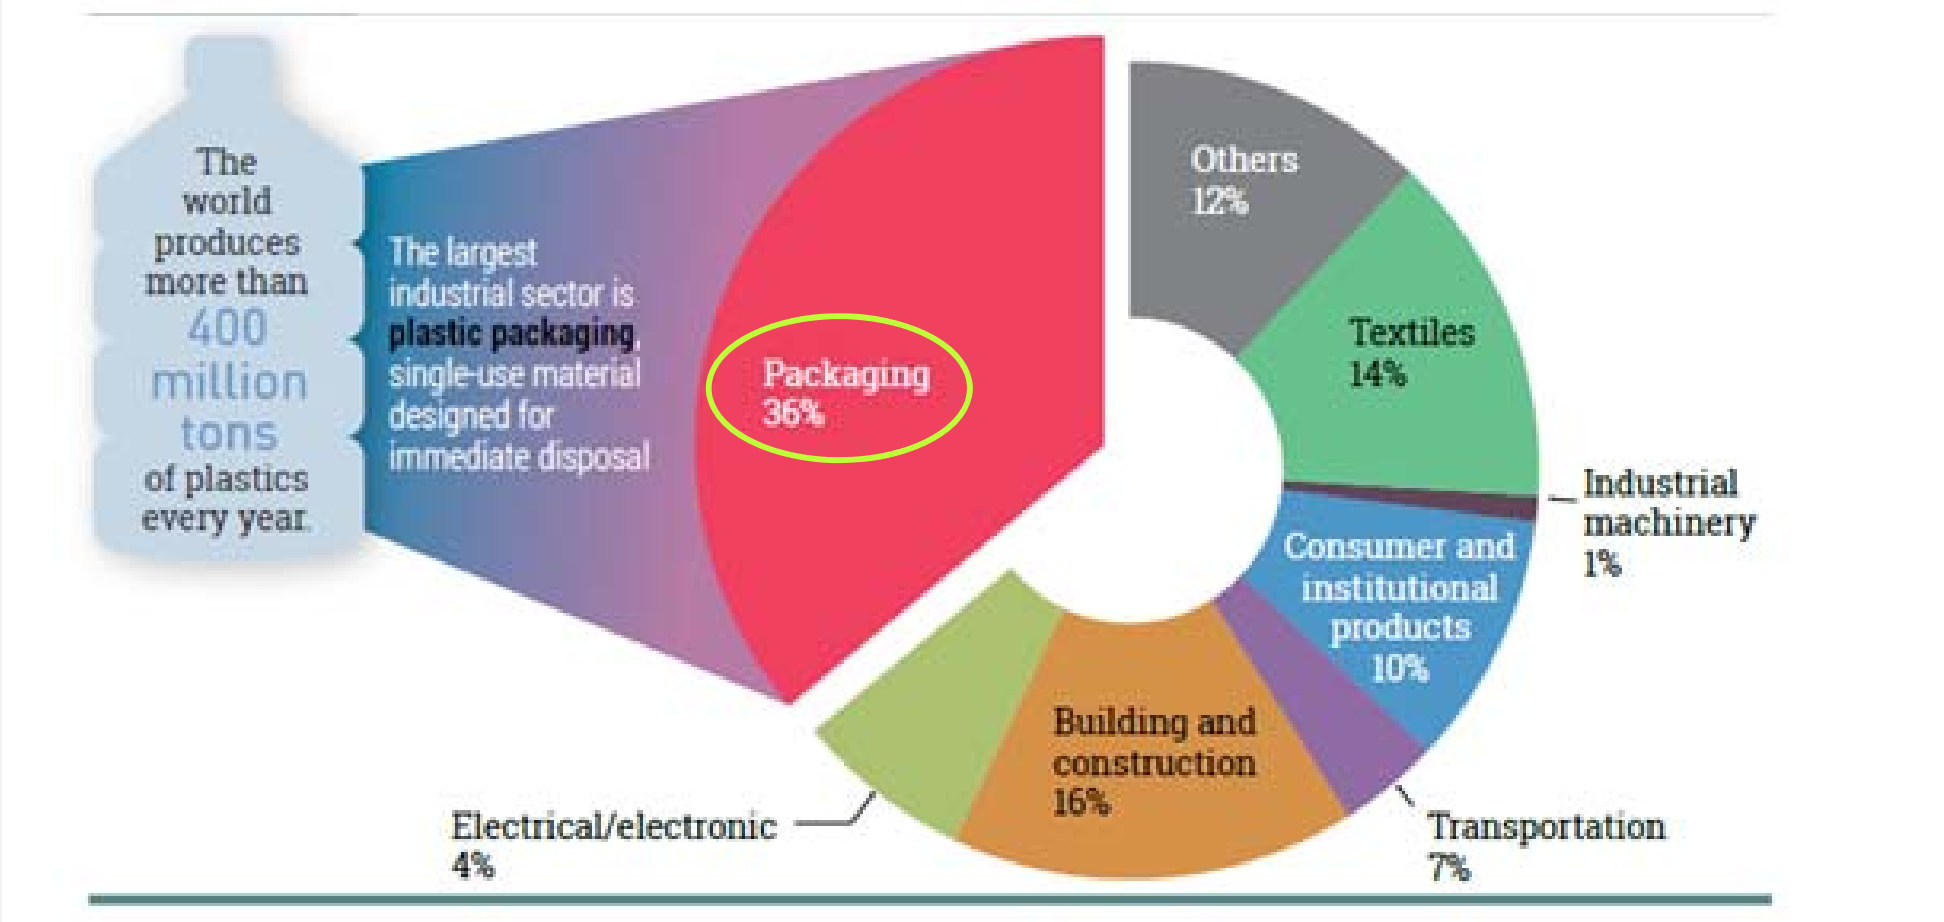 The
world
produces
more than
400
million
tons
of plastics
every year.
The largest
industrial sector is
plastic packaging,
single-use material
designed for
immediate disposal
Packaging
36%
Others
12%
Textiles
14%
Industrial
machinery
1%
Consumer and
institutional
products
10%
Transportation
7%
Building and
construction
16%
Electrical/electronic
4%